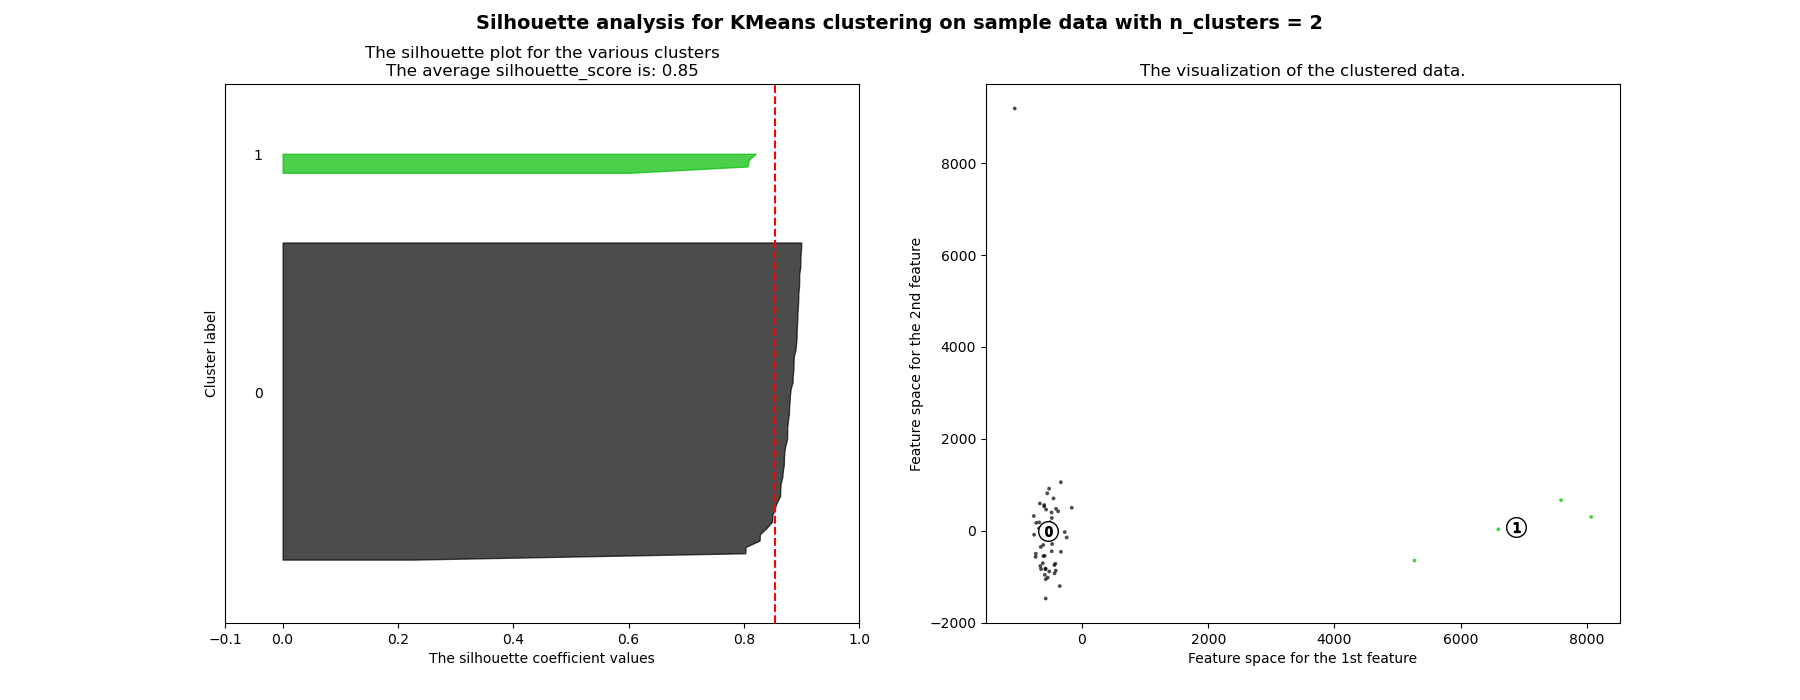 Silhouette analysis for KMeans clustering on sample data with n_clusters = 2
The silhouette plot for the various clusters
The average silhouette_score is: 0.85
1
0
Cluster label
−0.1 0.0 0.2 0.4 0.6 0.8 1.0
The silhouette coefficient values
The visualization of the clustered data.
8000
6000
4000
2000
0
−2000
Feature space for the 2nd feature
0
1
0 2000 4000 6000 8000
Feature space for the 1st feature